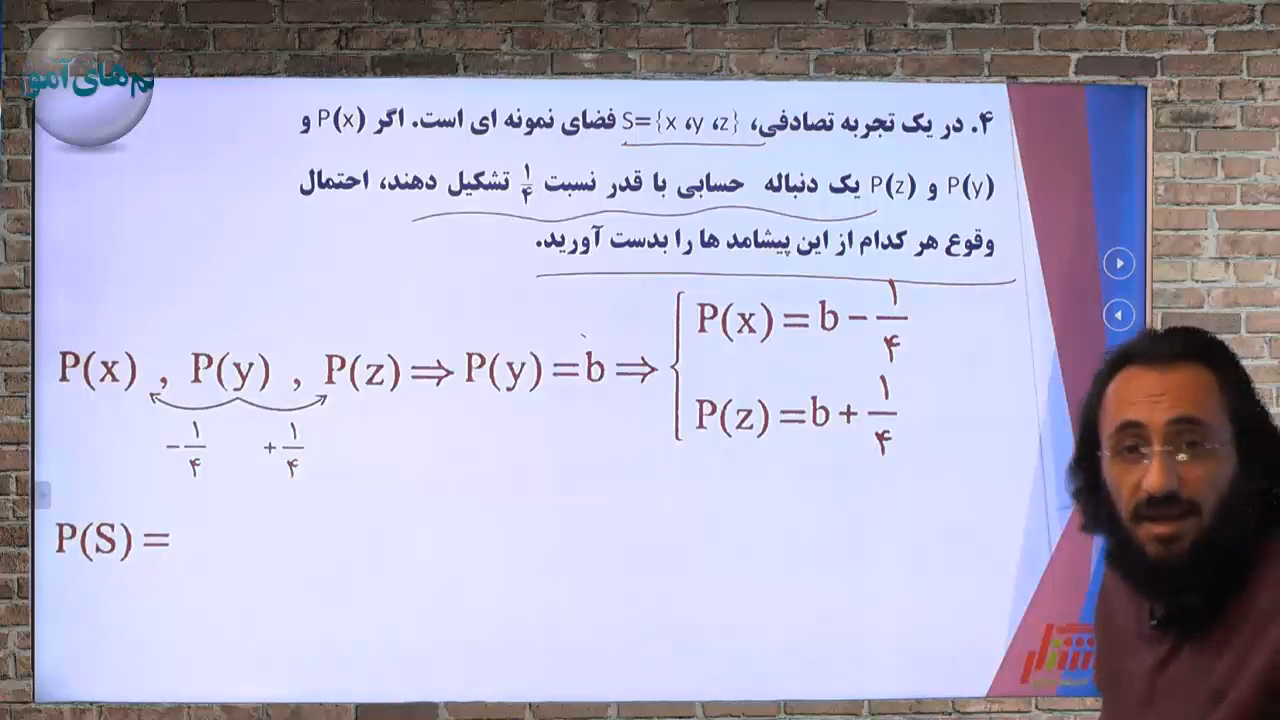 م‌های آمو
۴. در یک تجربه تصادفی، S={x ،y ،z} فضای نمونه ای است. اگر P(x) و
P(y) و P(z) یک دنباله حسابی با قدر نسبت ۱/۴ تشکیل دهند، احتمال
وقوع هر کدام از این پیشامد ها را بدست آورید.
P(x) , P(y) , P(z) ⇒ P(y) = b ⇒ { P(x) = b − ۱/۴
P(z) = b + ۱/۴
−۱/۴ +۱/۴
P(S) =